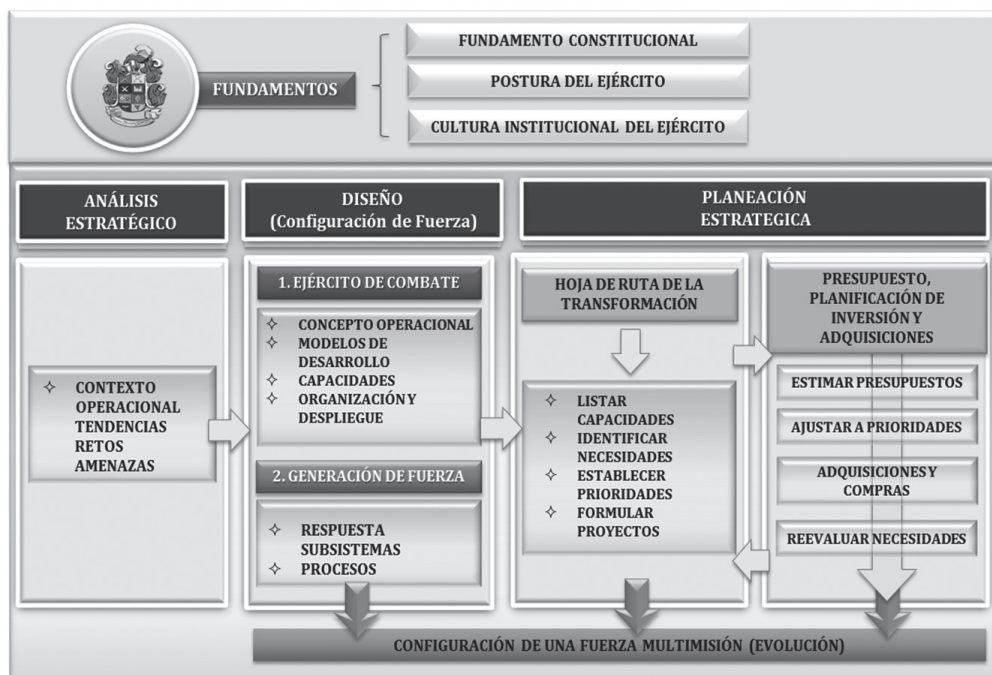 FUNDAMENTOS
FUNDAMENTO CONSTITUCIONAL
POSTURA DEL EJÉRCITO
CULTURA INSTITUCIONAL DEL EJÉRCITO
ANÁLISIS
ESTRATÉGICO
CONTEXTO
OPERACIONAL
TENDENCIAS
RETOS
AMENAZAS
DISEÑO
(Configuración de Fuerza)
1. EJÉRCITO DE COMBATE
CONCEPTO OPERACIONAL
MODELOS DE
DESARROLLO
CAPACIDADES
ORGANIZACIÓN Y
DESPLIEGUE
2. GENERACIÓN DE FUERZA
RESPUESTA
SUBSISTEMAS
PROCESOS
PLANEACIÓN
ESTRATEGICA
HOJA DE RUTA DE LA
TRANSFORMACIÓN
LISTAR
CAPACIDADES
IDENTIFICAR
NECESIDADES
ESTABLECER
PRIORIDADES
FORMULAR
PROYECTOS
PRESUPUESTO,
PLANIFICACIÓN DE
INVERSIÓN Y
ADQUISICIONES
ESTIMAR PRESUPUESTOS
AJUSTAR A PRIORIDADES
ADQUISICIONES Y
COMPRAS
REEVALUAR NECESIDADES
CONFIGURACIÓN DE UNA FUERZA MULTIMISIÓN (EVOLUCIÓN)